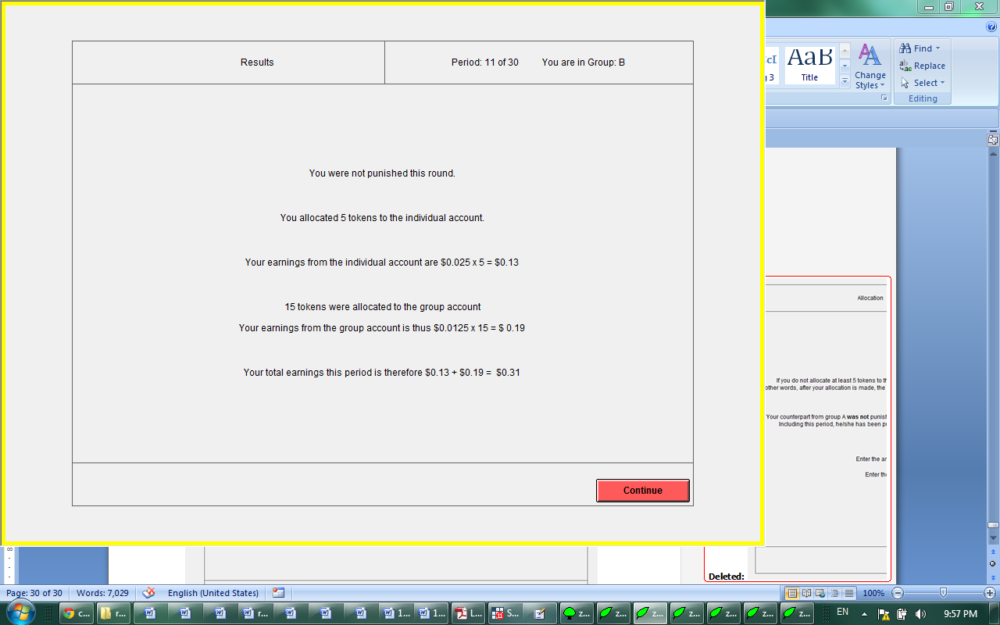 Results
Period: 11 of 30 You are in Group: B
You were not punished this round.
You allocated 5 tokens to the individual account.
Your earnings from the individual account are $0.025 x 5 = $0.13
15 tokens were allocated to the group account
Your earnings from the group account is thus $0.0125 x 15 = $ 0.19
Your total earnings this period is therefore $0.13 + $0.19 = $0.31
Continue
AaB
3
Title
Change
Styles
Find
Replace
Select
Editing
Allocation
If you do not allocate at least 5 tokens to
other words, after your allocation is made, the
Your counterpart from group A was not
Including this period, he/she has been
Enter the
Enter
Deleted:
Page: 30 of 30 Words: 7,029 English (United States) 100%
c... r... r... 1... 1... L... S... z... z... z... z... z... z... z... EN 9:57 PM